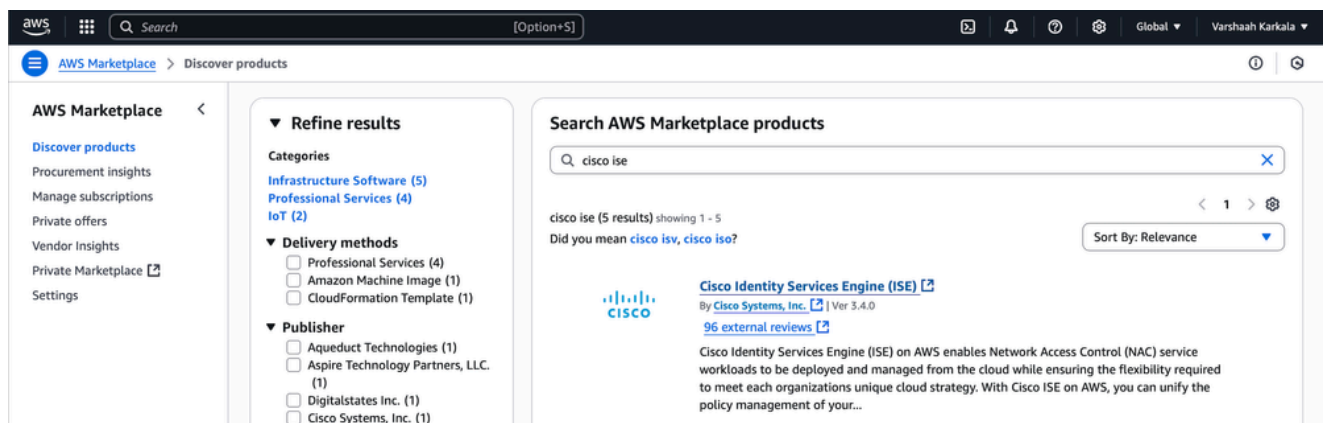 aws
Search [Option+S] Global Varshaah Karkala
AWS Marketplace > Discover products
AWS Marketplace
Discover products
Procurement insights
Manage subscriptions
Private offers
Vendor Insights
Private Marketplace
Settings
Refine results
Categories
Infrastructure Software (5)
Professional Services (4)
IoT (2)
Delivery methods
Professional Services (4)
Amazon Machine Image (1)
CloudFormation Template (1)
Publisher
Aqueduct Technologies (1)
Aspire Technology Partners, LLC.
(1)
Digitalstates Inc. (1)
Cisco Systems, Inc. (1)
Search AWS Marketplace products
cisco ise
1
cisco ise (5 results) showing 1 - 5
Did you mean cisco isv, cisco iso?
Sort By: Relevance
CISCO
Cisco Identity Services Engine (ISE)
By Cisco Systems, Inc. | Ver 3.4.0
96 external reviews
Cisco Identity Services Engine (ISE) on AWS enables Network Access Control (NAC) service
workloads to be deployed and managed from the cloud while ensuring the flexibility required
to meet each organizations unique cloud strategy. With Cisco ISE on AWS, you can unify the
policy management of your...